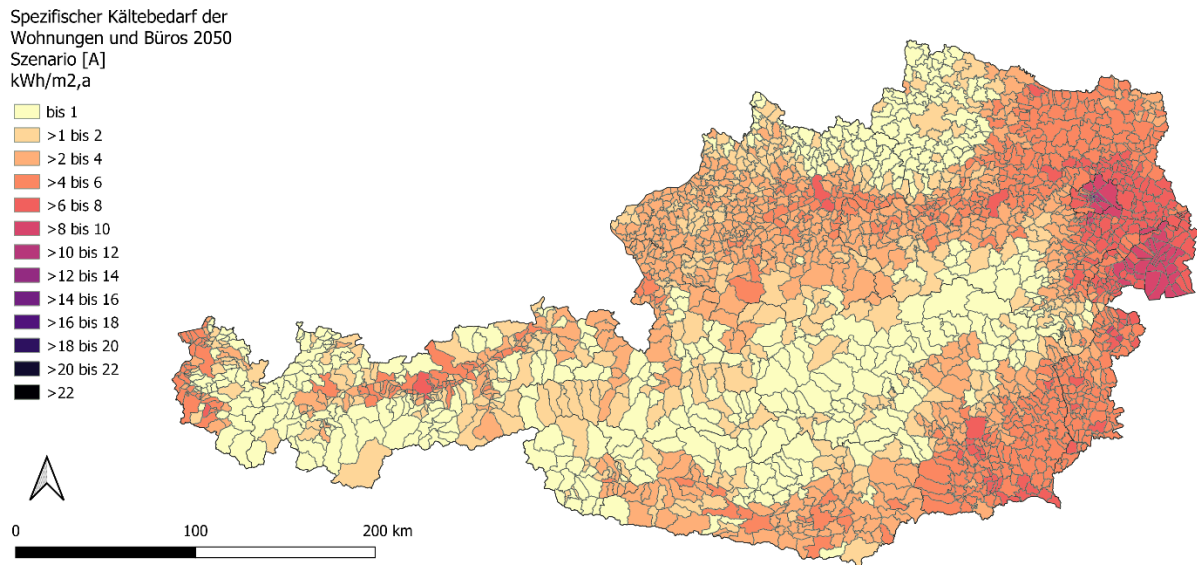 Spezifischer Kältebedarf der
Wohnungen und Büros 2050
Szenario [A]
kWh/m2,a
bis 1
>1 bis 2
>2 bis 4
>4 bis 6
>6 bis 8
>8 bis 10
>10 bis 12
>12 bis 14
>14 bis 16
>16 bis 18
>18 bis 20
>20 bis 22
>22
0 100 200 km